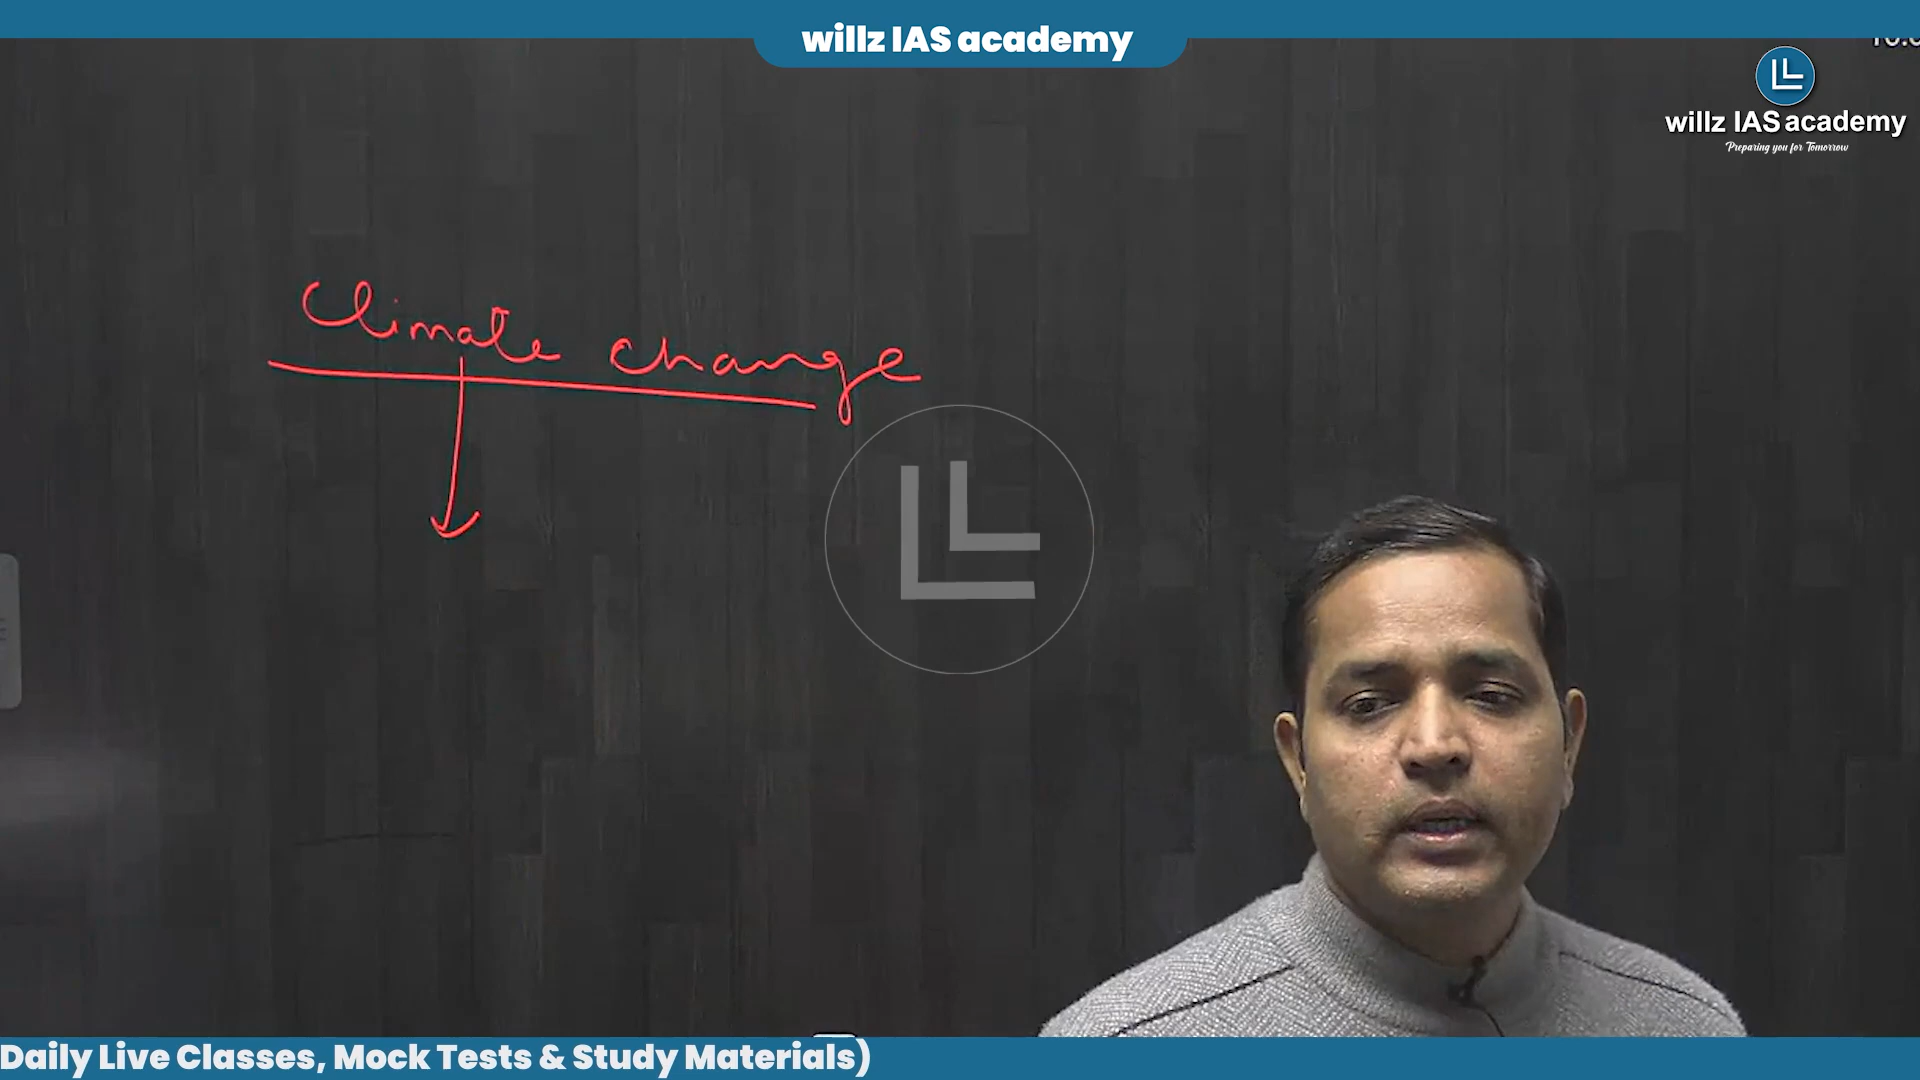 willz IAS academy
willz IAS academy
Preparing you for Tomorrow
Climate change
Daily Live Classes, Mock Tests & Study Materials)